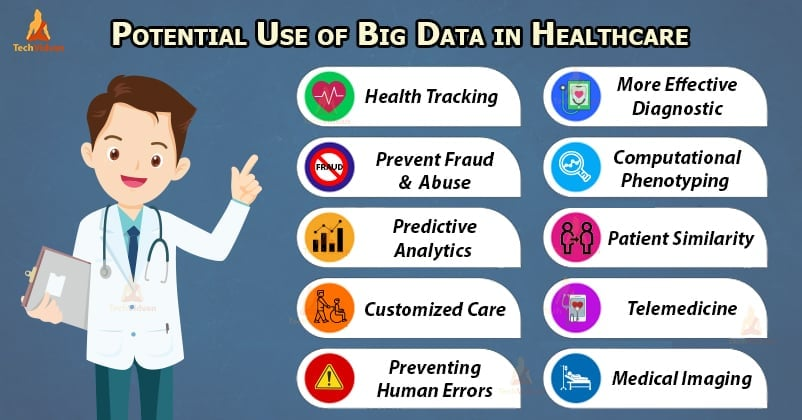 TechVidvan
POTENTIAL USE OF BIG DATA IN HEALTHCARE
Health Tracking
FRAUD
Prevent Fraud
& Abuse
Predictive
Analytics
Customized Care
Preventing
Human Errors
More Effective
Diagnostic
Computational
Phenotyping
Patient Similarity
Telemedicine
Medical Imaging
TechVidvan